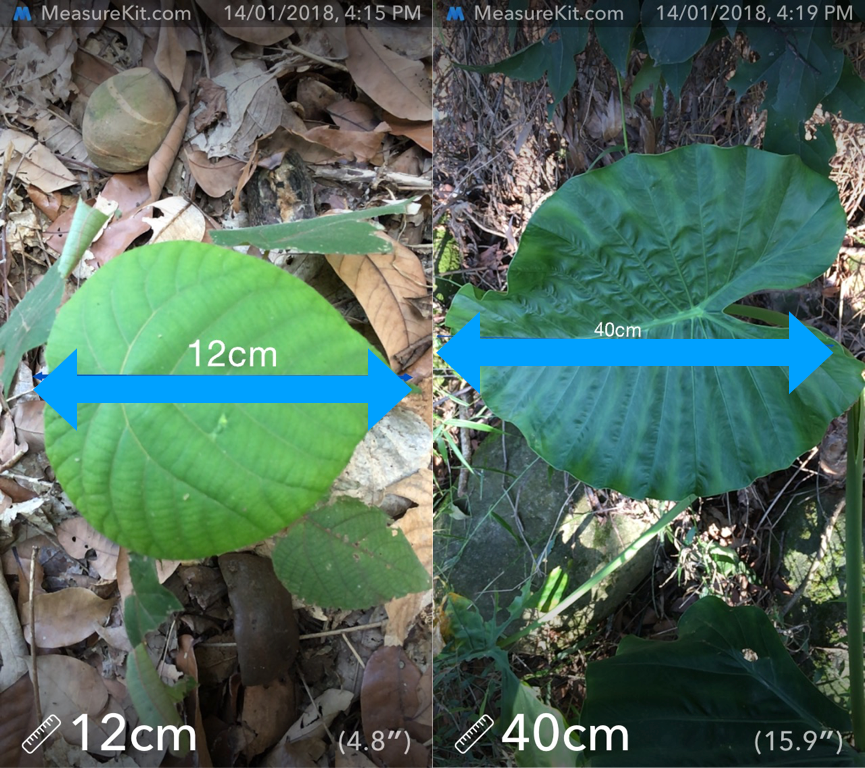 MeasureKit.com 14/01/2018, 4:15 PM
12cm
12cm (4.8″)
MeasureKit.com 14/01/2018, 4:19 PM
40cm
40cm (15.9″)